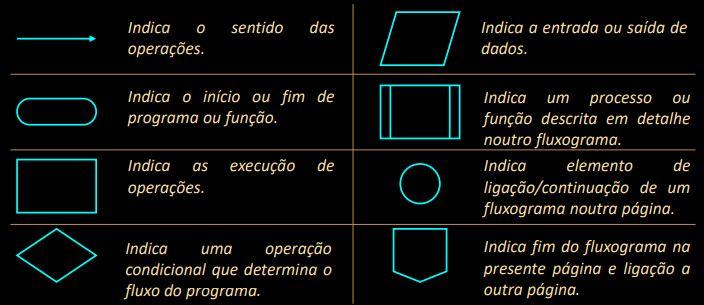 Indica o sentido das
operações.
Indica a entrada ou saída de
dados.
Indica o início ou fim de
programa ou função.
Indica um processo ou
função descrita em detalhe
noutro fluxograma.
Indica as execução de
operações.
Indica elemento de
ligação/continuação de um
fluxograma noutra página.
Indica uma operação
condicional que determina o
fluxo do programa.
Indica fim do fluxograma na
presente página e ligação a
outra página.